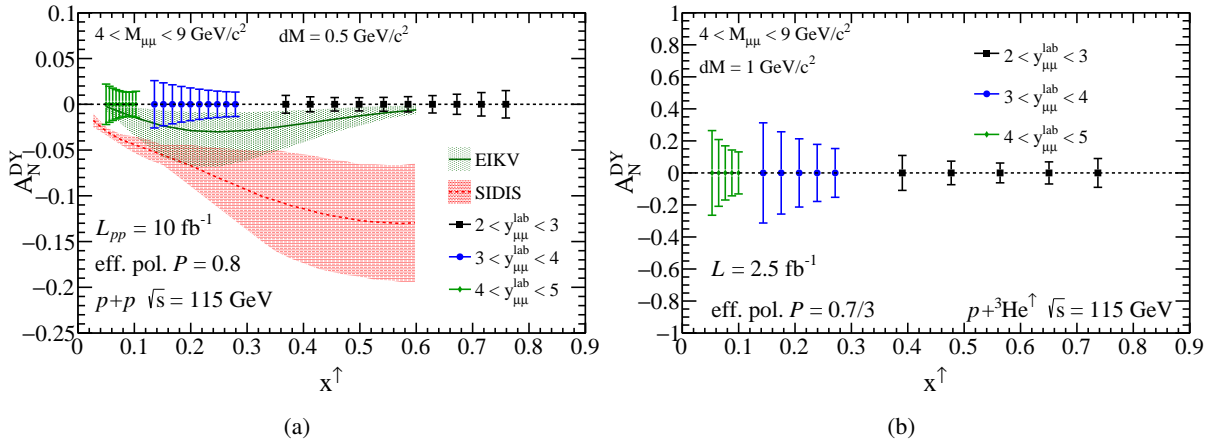 4 < M_μμ < 9 GeV/c²
dM = 0.5 GeV/c²
0.05
0
−0.05
−0.1
−0.15
−0.2
−0.25
A_N^DY
EIKV
SIDIS
2 < y_μμ^lab < 3
3 < y_μμ^lab < 4
4 < y_μμ^lab < 5
L_pp = 10 fb⁻¹
eff. pol. P = 0.8
p+p √s = 115 GeV
0 0.1 0.2 0.3 0.4 0.5 0.6 0.7 0.8 0.9
x↑
(a)
4 < M_μμ < 9 GeV/c²
dM = 1 GeV/c²
1
0.8
0.6
0.4
0.2
0
−0.2
−0.4
−0.6
−0.8
−1
A_N^DY
2 < y_μμ^lab < 3
3 < y_μμ^lab < 4
4 < y_μμ^lab < 5
L = 2.5 fb⁻¹
eff. pol. P = 0.7/3
p+³He↑ √s = 115 GeV
0 0.1 0.2 0.3 0.4 0.5 0.6 0.7 0.8 0.9
x↑
(b)